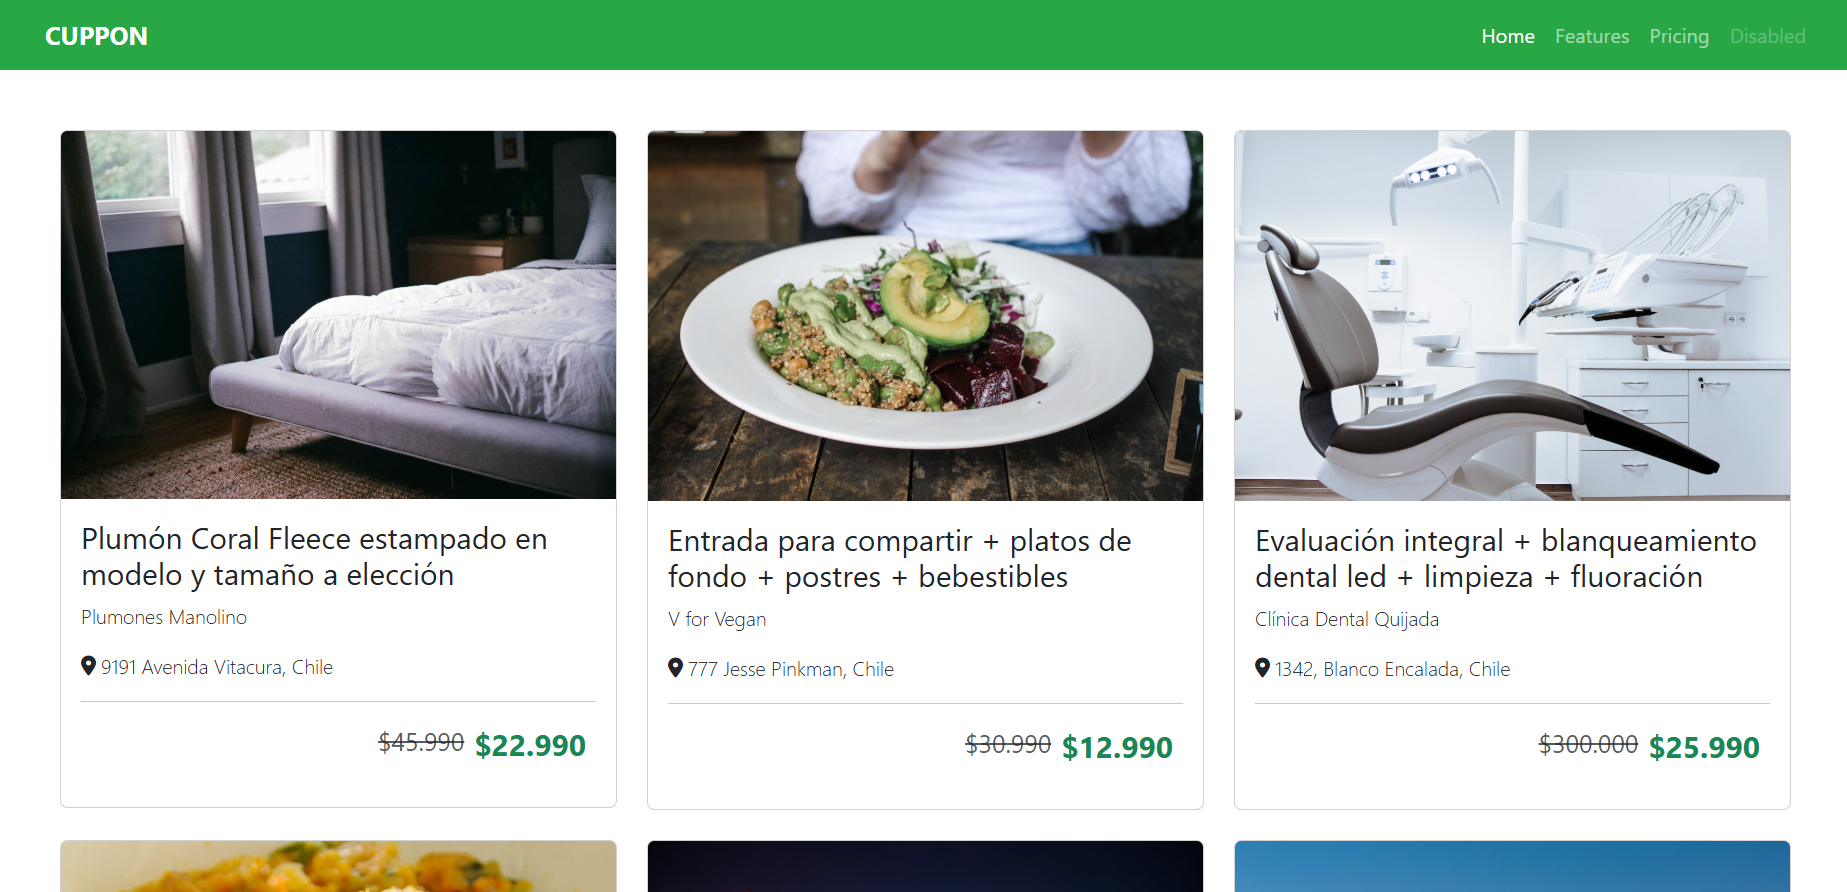 CUPPON
Home Features Pricing Disabled
Plumón Coral Fleece estampado en
modelo y tamaño a elección
Plumones Manolino
9191 Avenida Vitacura, Chile
$45.990 $22.990
Entrada para compartir + platos de
fondo + postres + bebestibles
V for Vegan
777 Jesse Pinkman, Chile
$30.990 $12.990
Evaluación integral + blanqueamiento
dental led + limpieza + fluoración
Clínica Dental Quijada
1342, Blanco Encalada, Chile
$300.000 $25.990